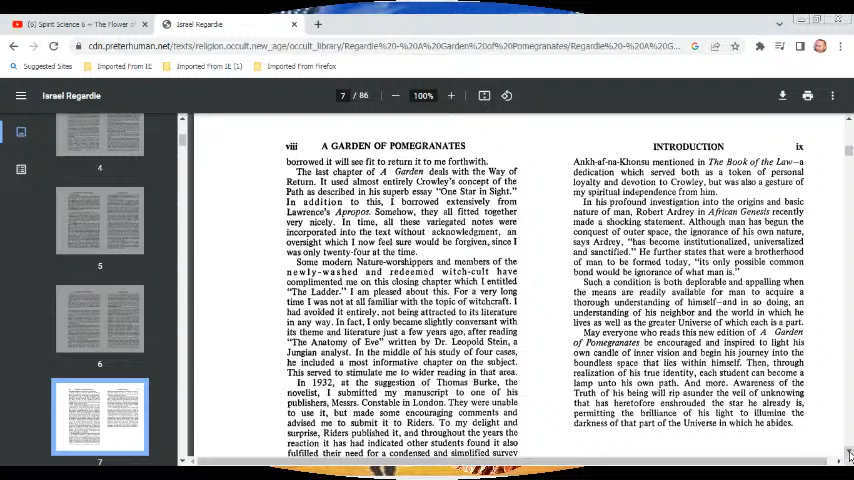 (6) Spirit Science 6 ~ The Flower of
Israel Regardie
cdn.preterhuman.net/texts/religion.occult.new_age/occult_library/Regardie%20-%20A%20Garden%20of%20Pomegranates/Regardie%20-%20A%20G...
Suggested Sites
Imported From IE
Imported From IE (1)
Imported From Firefox
Israel Regardie
7 / 86
100%
4
5
6
7
viii A GARDEN OF POMEGRANATES
borrowed it will see fit to return it to me forthwith.
The last chapter of A Garden deals with the Way of
Return. It used almost entirely Crowley's concept of the
Path as described in his superb essay "One Star in Sight."
In addition to this, I borrowed extensively from
Lawrence's Apropos. Somehow, they all fitted together
very nicely. In time, all these variegated notes were
incorporated into the text without acknowledgment, an
oversight which I now feel sure would be forgiven, since I
was only twenty-four at the time.
Some modern Nature-worshippers and members of the
newly-washed and redeemed witch-cult have
complimented me on this closing chapter which I entitled
"The Ladder." I am pleased about this. For a very long
time I was not at all familiar with the topic of witchcraft. I
had avoided it entirely, not being attracted to its literature
in any way. In fact, I only became slightly conversant with
its theme and literature just a few years ago, after reading
"The Anatomy of Eve" written by Dr. Leopold Stein, a
Jungian analyst. In the middle of his study of four cases,
he included a most informative chapter on the subject.
This served to stimulate me to wider reading in that area.
In 1932, at the suggestion of Thomas Burke, the
novelist, I submitted my manuscript to one of his
publishers, Messrs. Constable in London. They were unable
to use it, but made some encouraging comments and
advised me to submit it to Riders. To my delight and
surprise, Riders published it, and throughout the years the
reaction it has had indicated other students found it also
fulfilled their need for a condensed and simplified survey
INTRODUCTION ix
Ankh-af-na-Khonsu mentioned in The Book of the Law—a
dedication which served both as a token of personal
loyalty and devotion to Crowley, but was also a gesture of
my spiritual independence from him.
In his profound investigation into the origins and basic
nature of man, Robert Ardrey in African Genesis recently
made a shocking statement. Although man has begun the
conquest of outer space, the ignorance of his own nature,
says Ardrey, "has become institutionalized, universalized
and sanctified." He further states that were a brotherhood
of man to be formed today, "its only possible common
bond would be ignorance of what man is."
Such a condition is both deplorable and appalling when
the means are readily available for man to acquire a
thorough understanding of himself—and in so doing, an
understanding of his neighbor and the world in which he
lives as well as the greater Universe of which each is a part.
May everyone who reads this new edition of A Garden
of Pomegranates be encouraged and inspired to light his
own candle of inner vision and begin his journey into the
boundless space that lies within himself. Then, through
realization of his true identity, each student can become a
lamp unto his own path. And more. Awareness of the
Truth of his being will rip asunder the veil of unknowing
that has heretofore enshrouded the star he already is,
permitting the brilliance of his light to illumine the
darkness of that part of the Universe in which he abides.